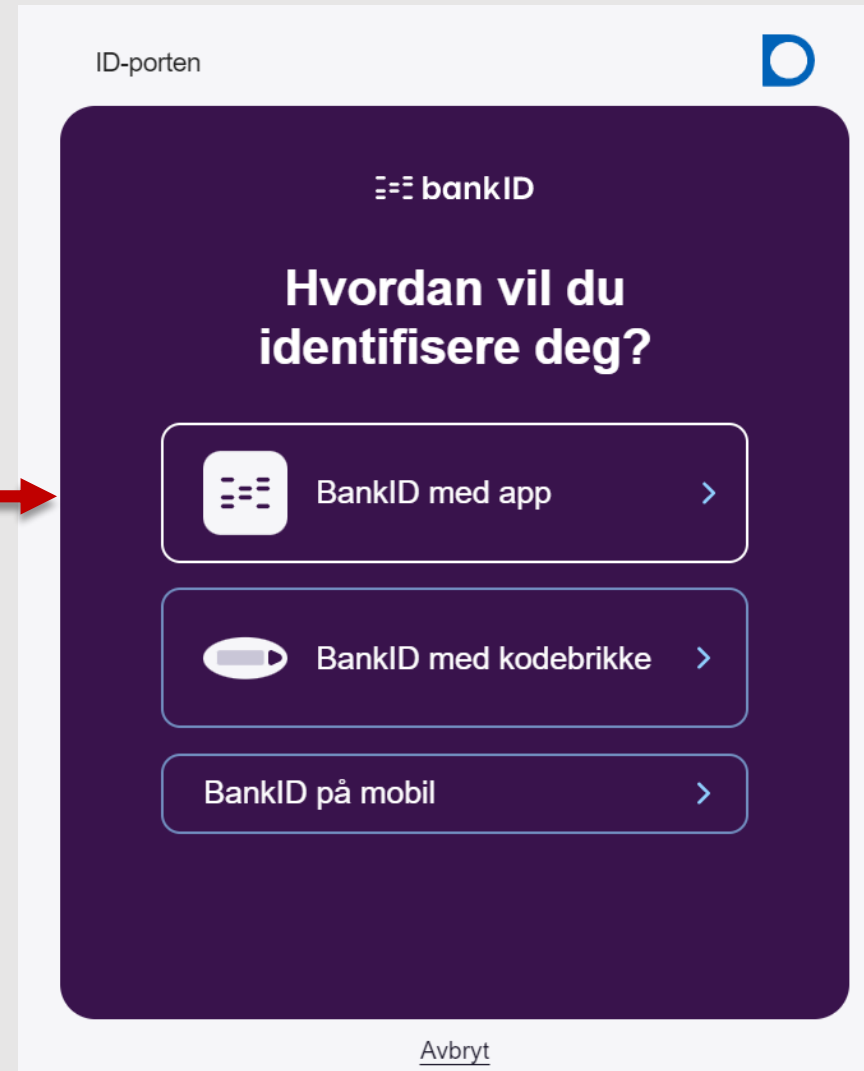 ID-porten
bankID
Hvordan vil du
identifisere deg?
BankID med app
BankID med kodebrikke
BankID på mobil
Avbryt